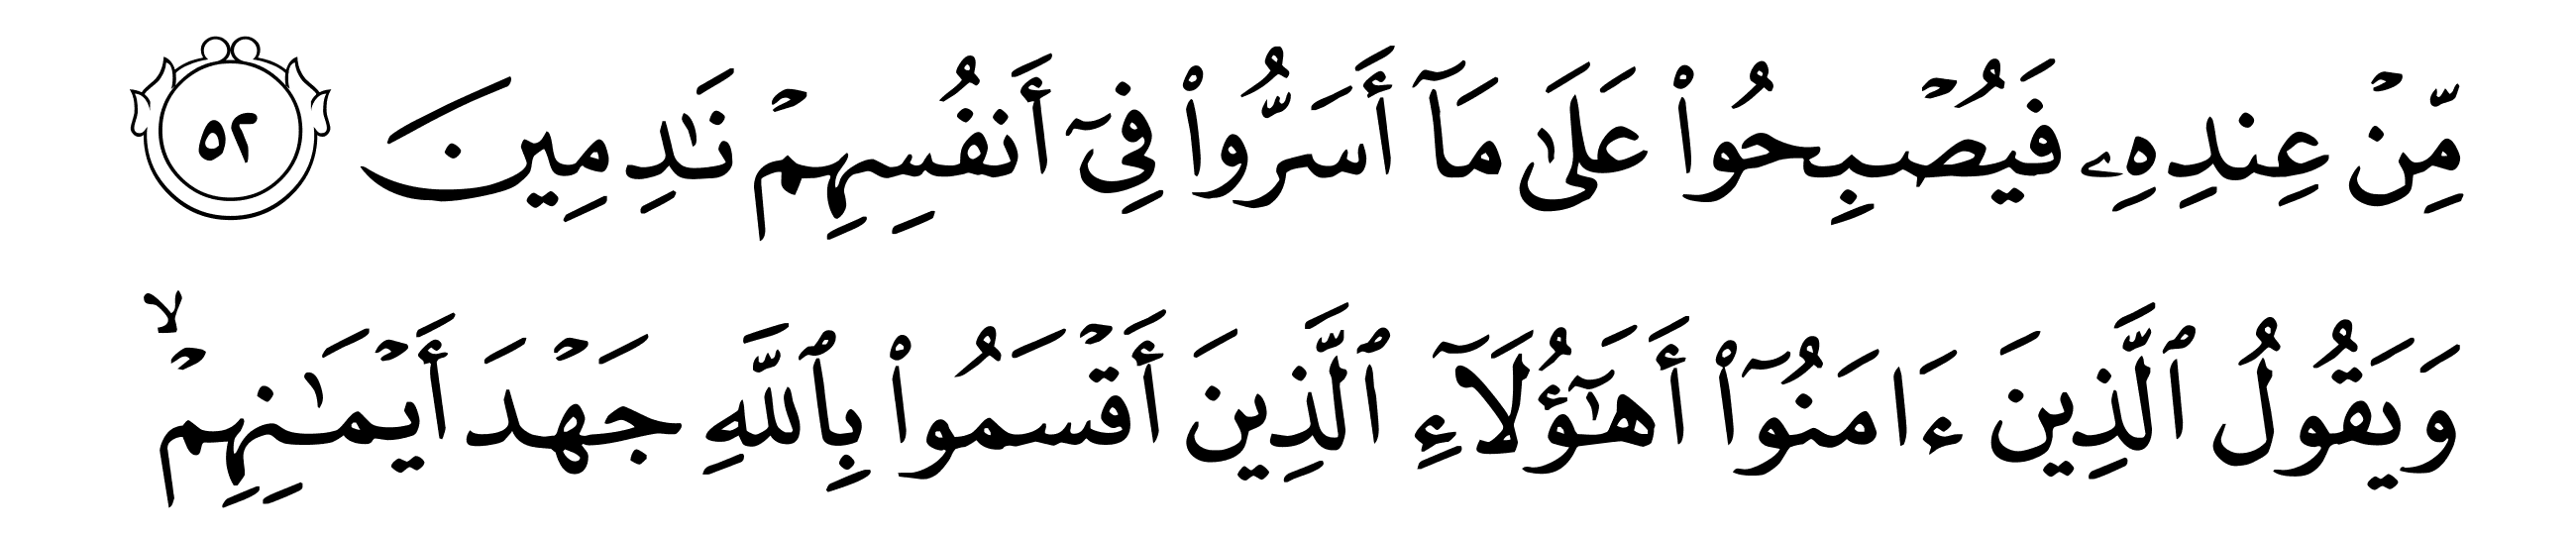 مِّنۡ عِندِهِۦ فَيُصۡبِحُواْ عَلَىٰ مَآ أَسَرُّواْ فِيٓ أَنفُسِهِمۡ نَٰدِمِينَ ٥٢
وَيَقُولُ ٱلَّذِينَ ءَامَنُوٓاْ أَهَٰٓؤُلَآءِ ٱلَّذِينَ أَقۡسَمُواْ بِٱللَّهِ جَهۡدَ أَيۡمَٰنِهِمۡۙ